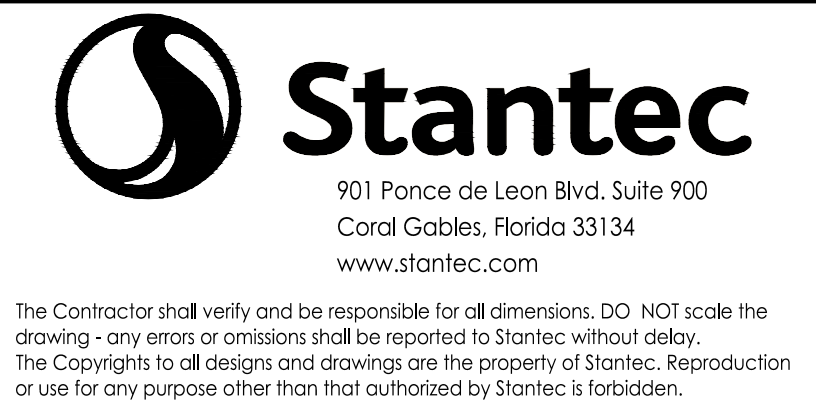 Stantec
901 Ponce de Leon Blvd. Suite 900
Coral Gables, Florida 33134
www.stantec.com
The Contractor shall verify and be responsible for all dimensions. DO  NOT scale the
drawing - any errors or omissions shall be reported to Stantec without delay.
The Copyrights to all designs and drawings are the property of Stantec. Reproduction
or use for any purpose other than that authorized by Stantec is forbidden.